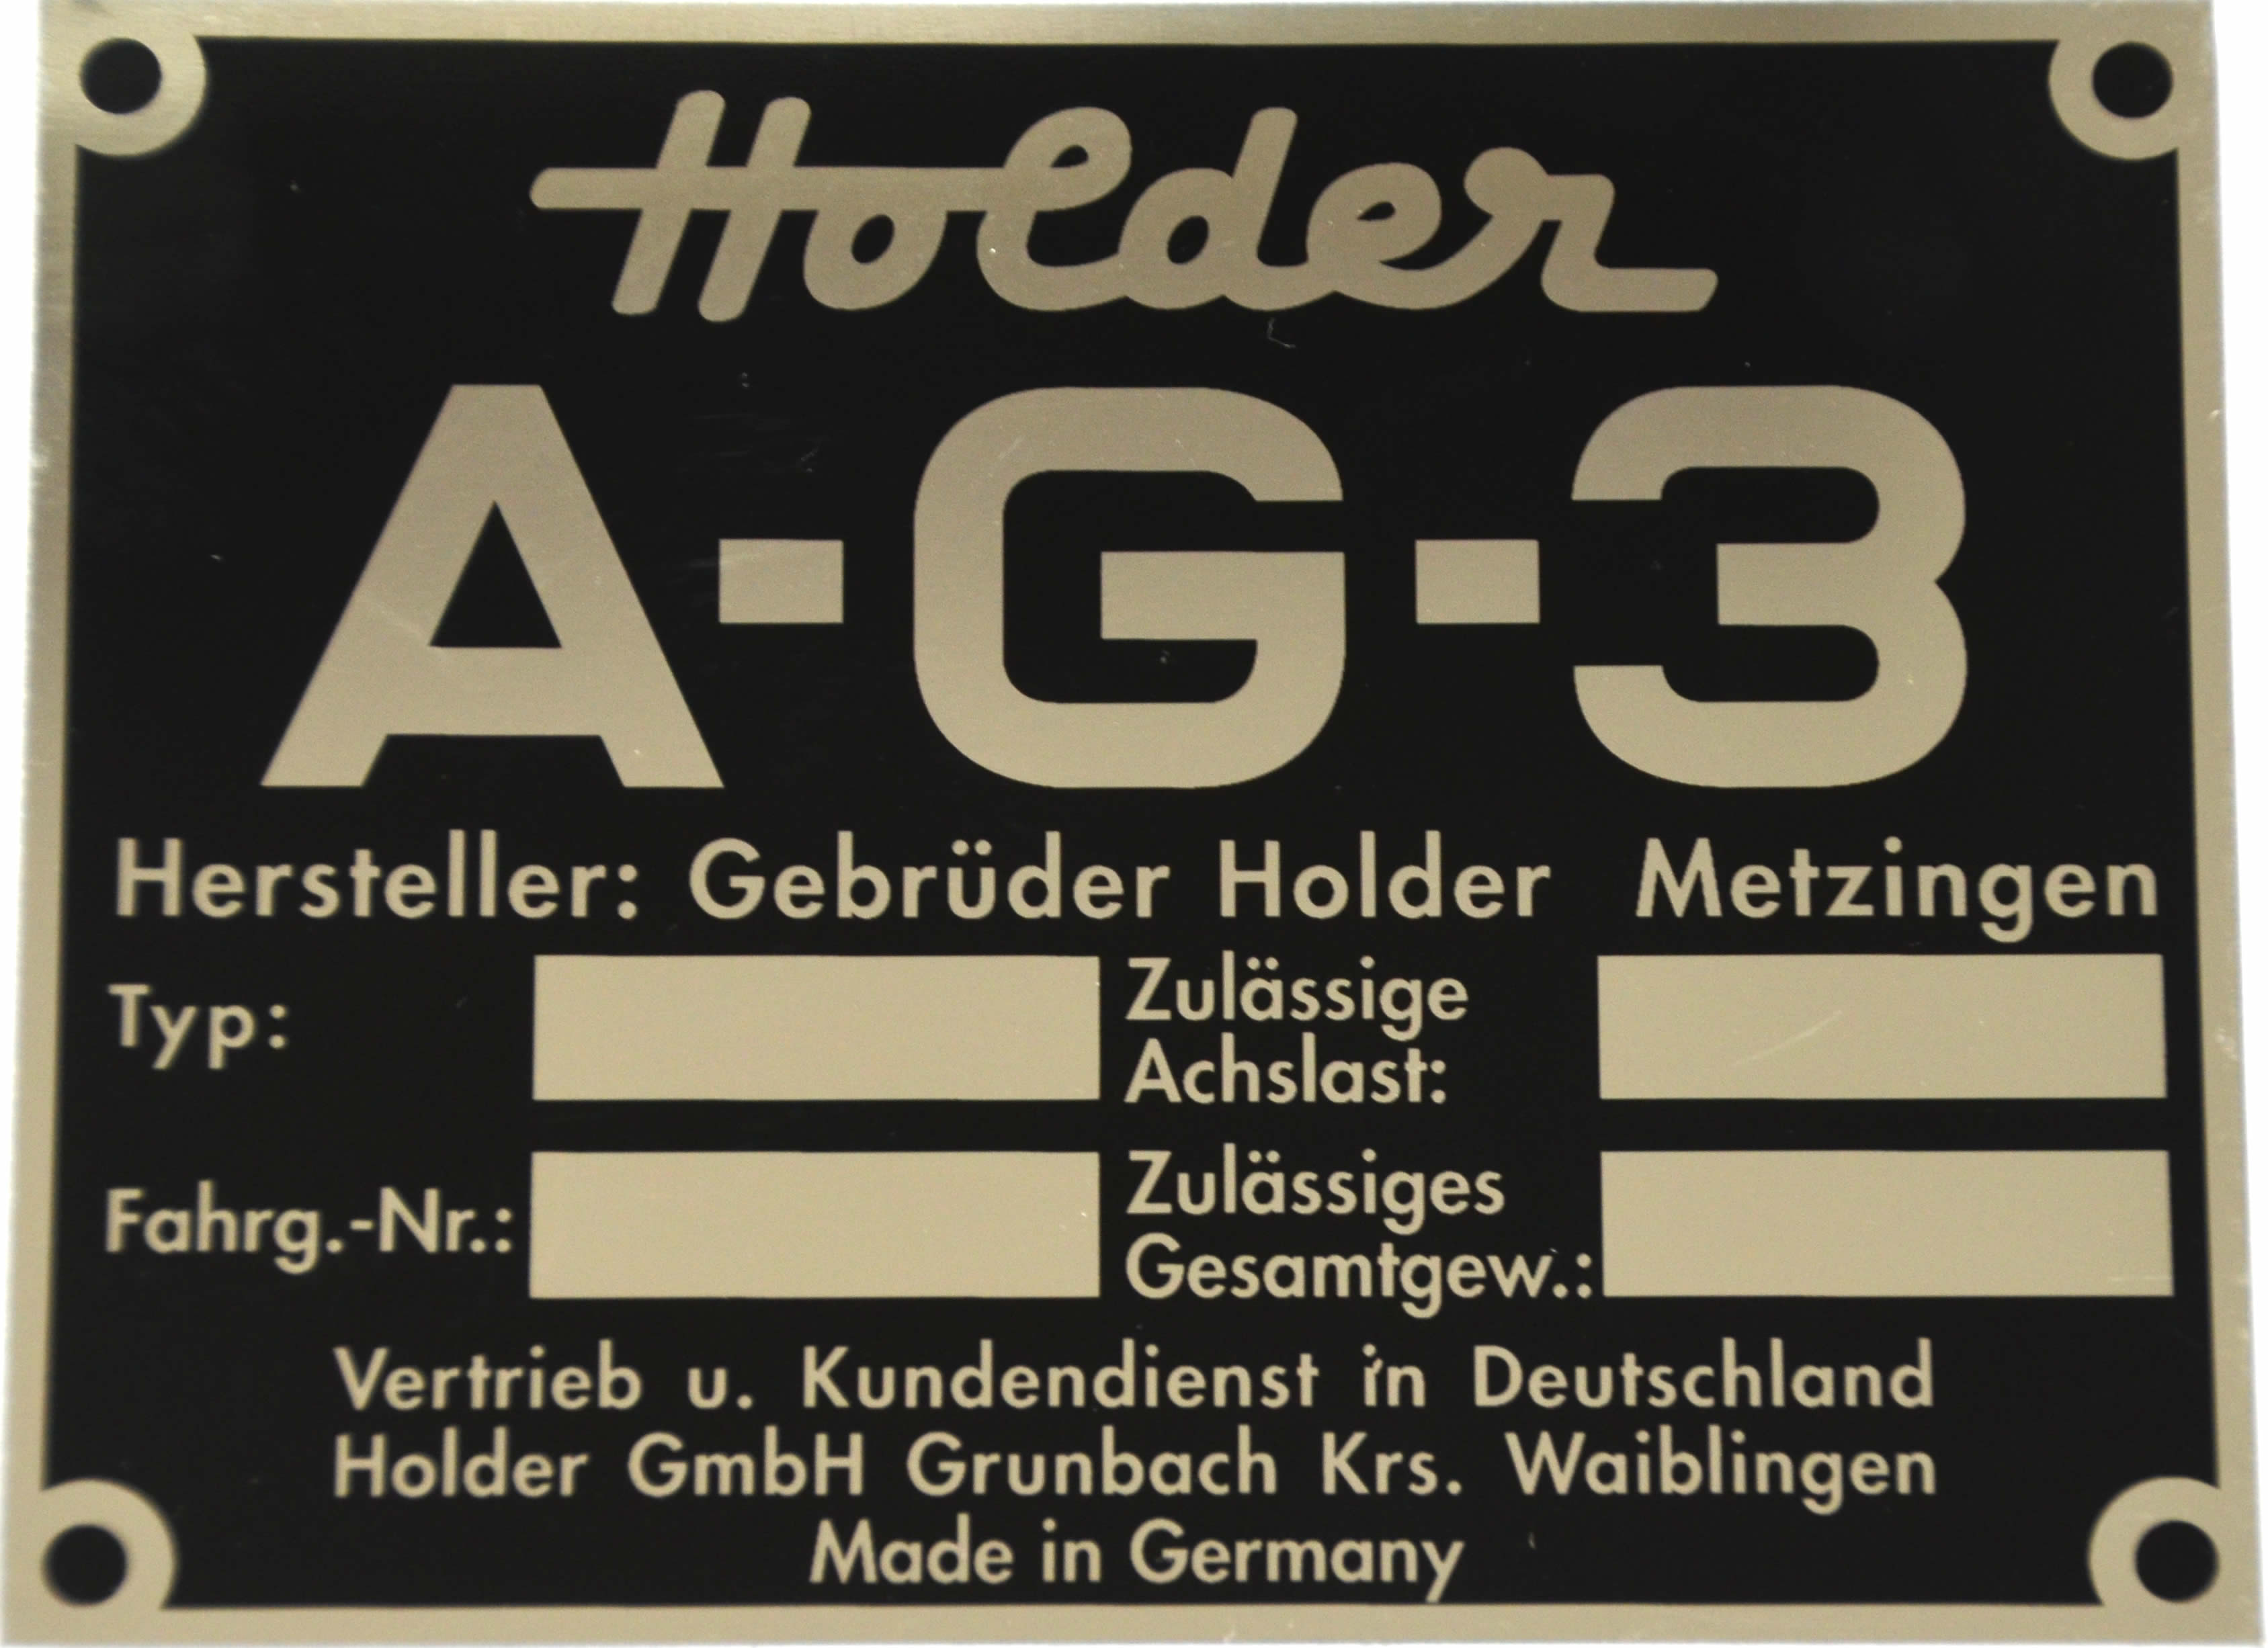 Holder
A-G-3
Hersteller: Gebrüder Holder Metzingen
Typ:
Zulässige
Achslast:
Fahrg.-Nr.:
Zulässiges
Gesamtgew.:
Vertrieb u. Kundendienst in Deutschland
Holder GmbH Grunbach Krs. Waiblingen
Made in Germany